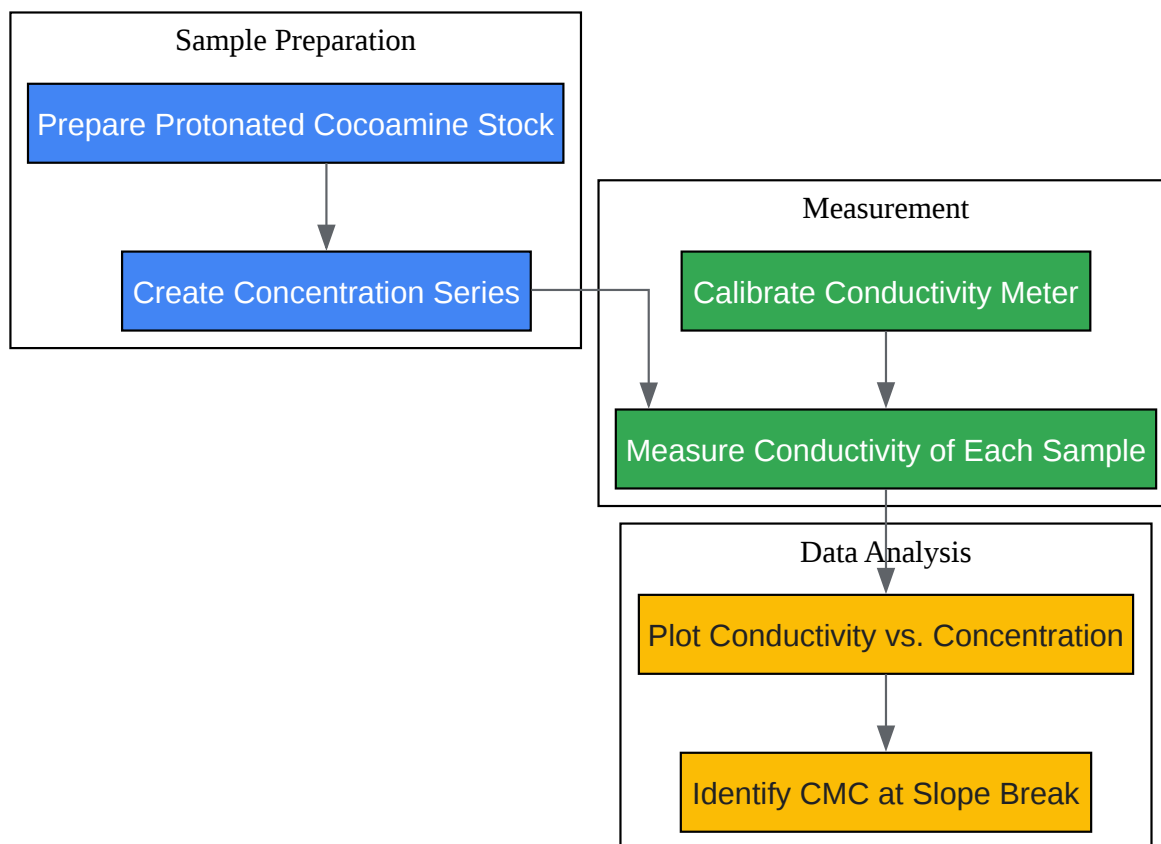 Sample Preparation
Prepare Protonated Cocoamine Stock
Create Concentration Series
Measurement
Calibrate Conductivity Meter
Measure Conductivity of Each Sample
Data Analysis
Plot Conductivity vs. Concentration
Identify CMC at Slope Break